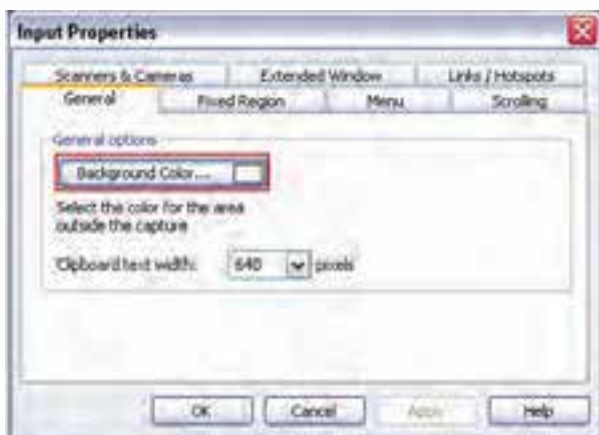 Input Properties
Scanners & Cameras Extended Window Links / Hotspots
General Fixed Region Menu Scrolling
General options
Background Color...
Select the color for the area
outside the capture
Clipboard text width: 640 pixels
OK Cancel Apply Help